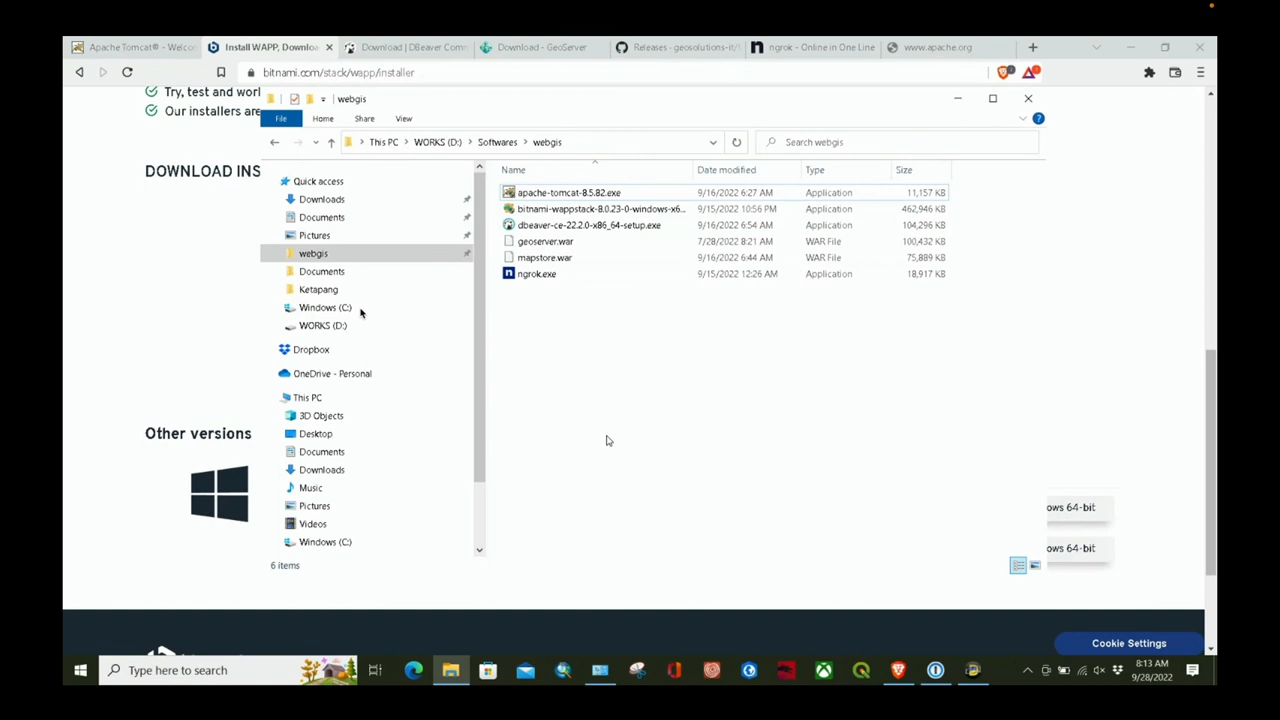 Apache Tomcat® - Welco
Install WAPP, Downloa
Download | DBeaver Com
Download - GeoServer
Releases - geosolutions-it/
ngrok - Online in One Line
www.apache.org
bitnami.com/stack/wapp/installer
Try, test and worl
Our installers are
DOWNLOAD INS
Other versions
webgis
File
Home
Share
View
This PC > WORKS (D:) > Softwares > webgis
Search webgis
Name
Date modified
Type
Size
Quick access
Downloads
Documents
Pictures
webgis
Documents
Ketapang
Windows (C:)
WORKS (D:)
Dropbox
OneDrive - Personal
This PC
3D Objects
Desktop
Documents
Downloads
Music
Pictures
Videos
Windows (C:)
apache-tomcat-8.5.82.exe 9/16/2022 6:27 AM Application 11,157 KB
bitnami-wappstack-8.0.23-0-windows-x6... 9/15/2022 10:56 PM Application 462,946 KB
dbeaver-ce-22.2.0-x86_64-setup.exe 9/16/2022 6:54 AM Application 104,296 KB
geoserver.war 7/28/2022 8:21 AM WAR File 100,432 KB
mapstore.war 9/16/2022 6:44 AM WAR File 75,889 KB
ngrok.exe 9/15/2022 12:26 AM Application 18,917 KB
6 items
ows 64-bit
ows 64-bit
Cookie Settings
Type here to search
8:13 AM
9/28/2022